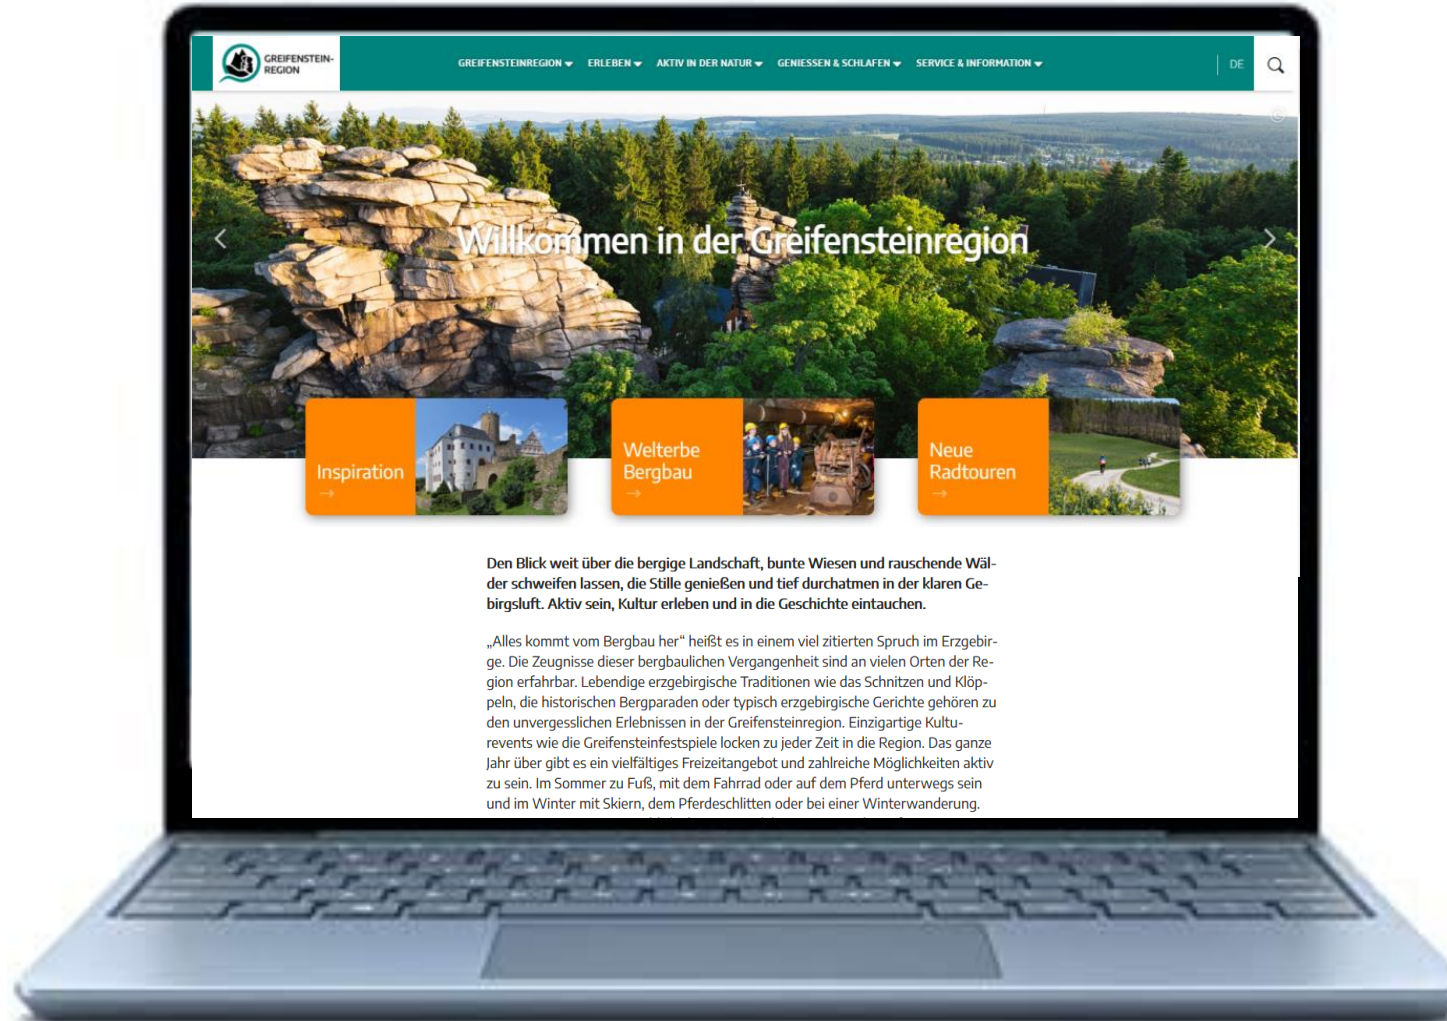 GREIFENSTEIN-
REGION
GREIFENSTEINREGION ERLEBEN AKTIV IN DER NATUR GENIESSEN & SCHLAFEN SERVICE & INFORMATION DE
Willkommen in der Greifensteinregion
Inspiration
Welterbe
Bergbau
Neue
Radtouren
Den Blick weit über die bergige Landschaft, bunte Wiesen und rauschende Wäl-
der schweifen lassen, die Stille genießen und tief durchatmen in der klaren Ge-
birgsluft. Aktiv sein, Kultur erleben und in die Geschichte eintauchen.
„Alles kommt vom Bergbau her“ heißt es in einem viel zitierten Spruch im Erzgebir-
ge. Die Zeugnisse dieser bergbaulichen Vergangenheit sind an vielen Orten der Re-
gion erfahrbar. Lebendige erzgebirgische Traditionen wie das Schnitzen und Klöp-
peln, die historischen Bergparaden oder typisch erzgebirgische Gerichte gehören zu
den unvergesslichen Erlebnissen in der Greifensteinregion. Einzigartige Kultu-
revents wie die Greifensteinfestspiele locken zu jeder Zeit in die Region. Das ganze
Jahr über gibt es ein vielfältiges Freizeitangebot und zahlreiche Möglichkeiten aktiv
zu sein. Im Sommer zu Fuß, mit dem Fahrrad oder auf dem Pferd unterwegs sein
und im Winter mit Skiern, dem Pferdeschlitten oder bei einer Winterwanderung.